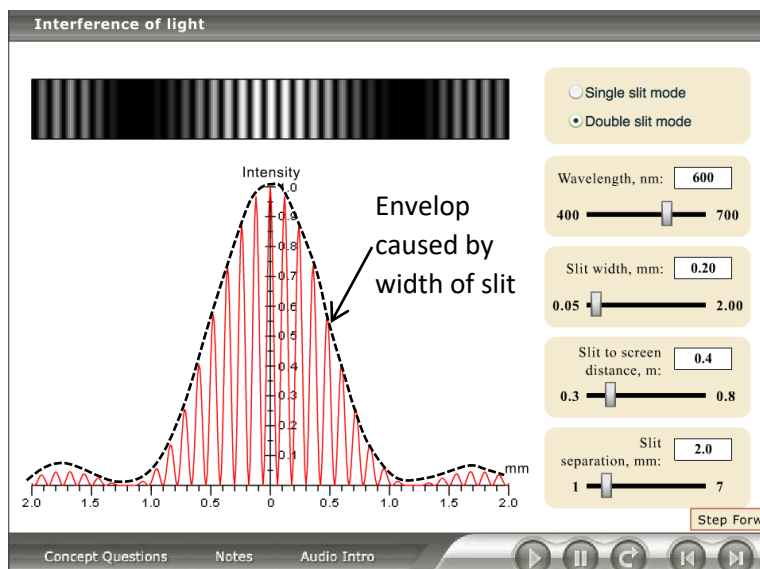 Interference of light
Single slit mode
Double slit mode
Intensity
1.0
0.9
0.8
0.7
0.6
0.5
0.4
0.3
0.2
0.1
mm
2.0 1.5 1.0 0.5 0 0.5 1.0 1.5 2.0
Envelop
caused by
width of slit
Wavelength, nm: 600
400 700
Slit width, mm: 0.20
0.05 2.00
Slit to screen
distance, m: 0.4
0.3 0.8
Slit
separation, mm: 2.0
1 7
Step Forw
Concept Questions Notes Audio Intro